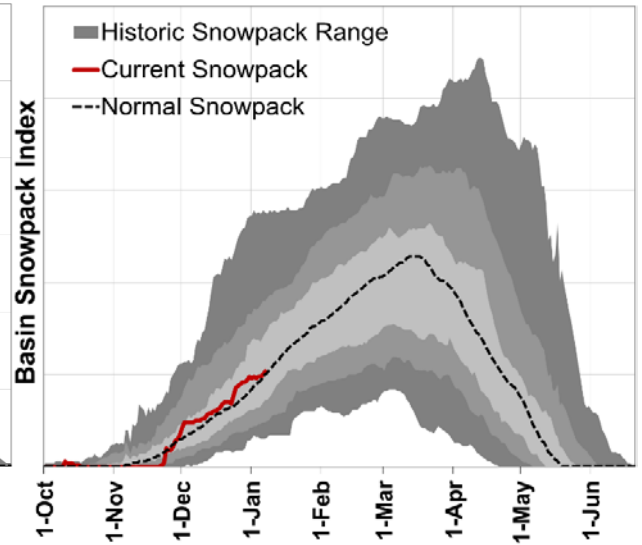 Historic Snowpack Range
Current Snowpack
Normal Snowpack
Basin Snowpack Index
1-Oct
1-Nov
1-Dec
1-Jan
1-Feb
1-Mar
1-Apr
1-May
1-Jun